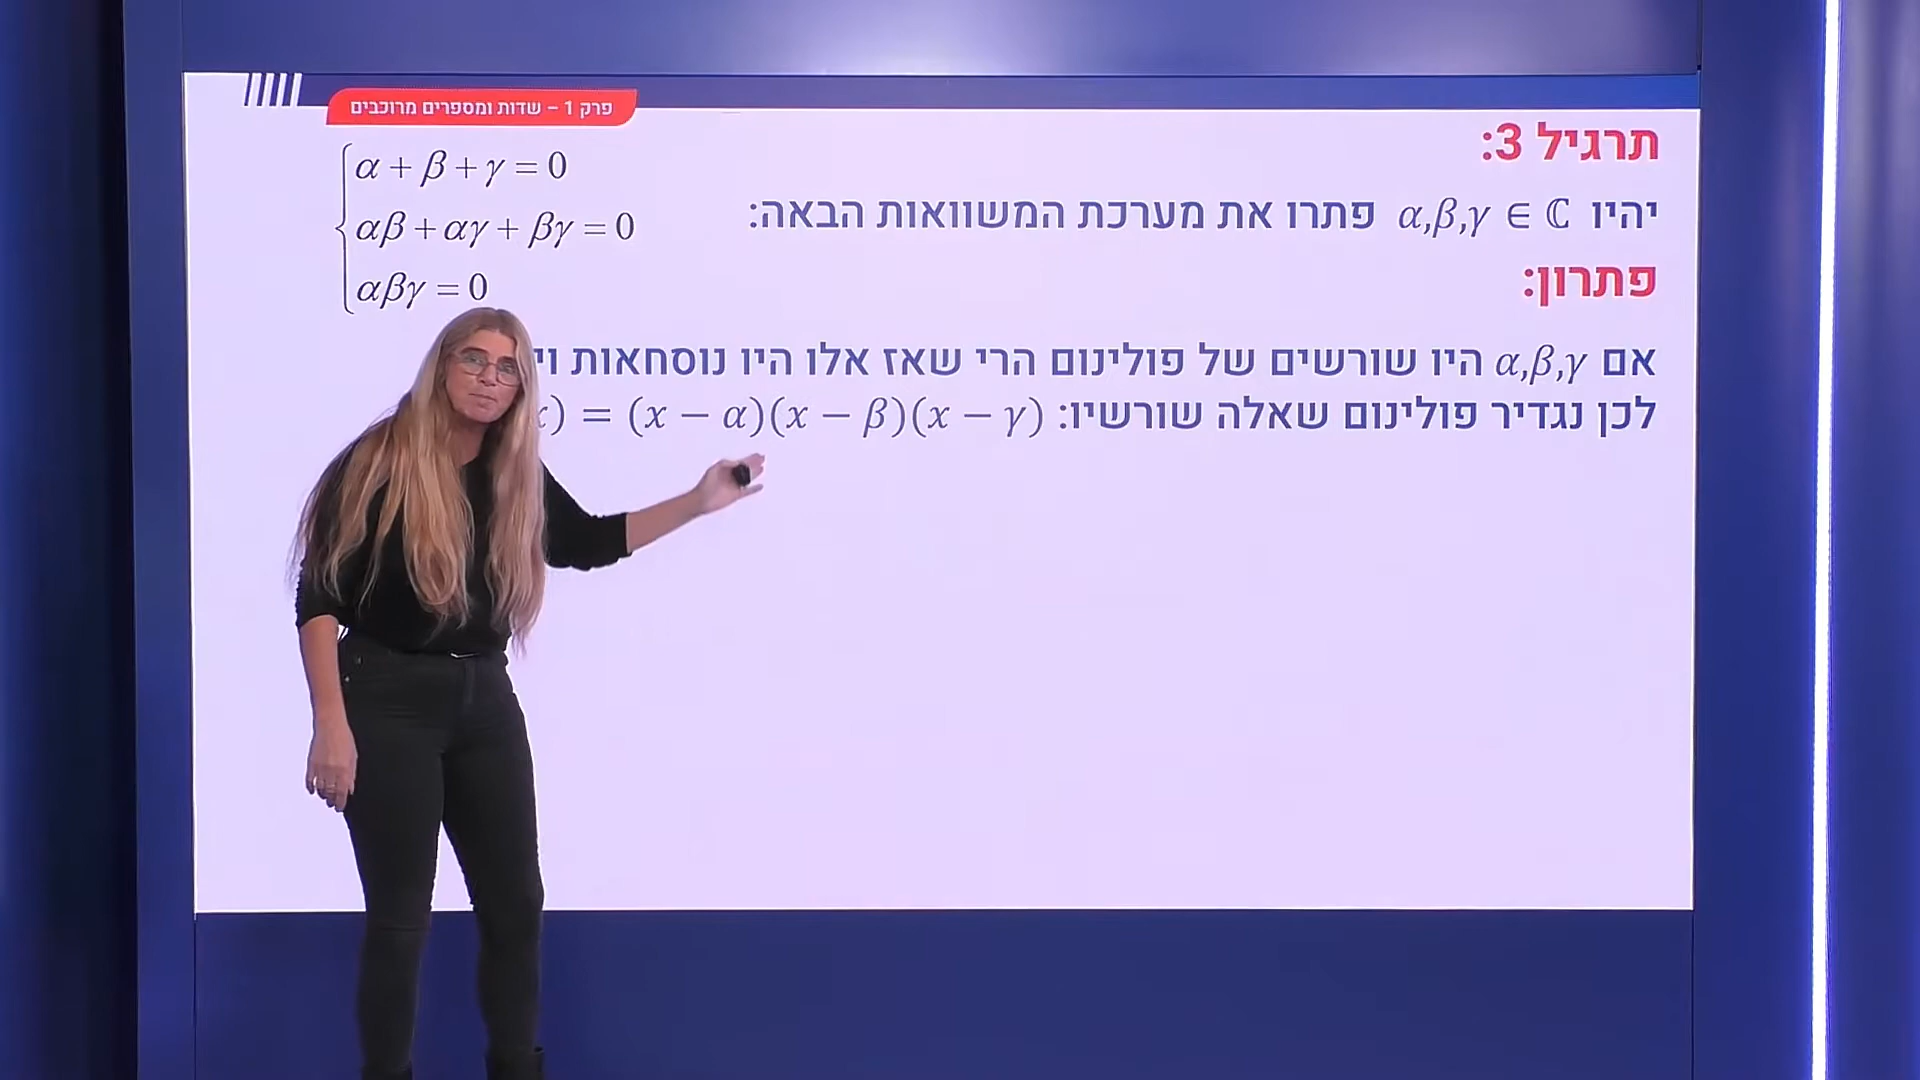 פרק 1 – שדות ומספרים מרוכבים
תרגיל 3:
יהיו α,β,γ ∈ ℂ פתרו את מערכת המשוואות הבאה:
α + β + γ = 0
αβ + αγ + βγ = 0
αβγ = 0
פתרון:
אם α,β,γ היו שורשים של פולינום הרי שאז אלו היו נוסחאות
לכן נגדיר פולינום שאלה שורשיו: ) = (x − α)(x − β)(x − γ)